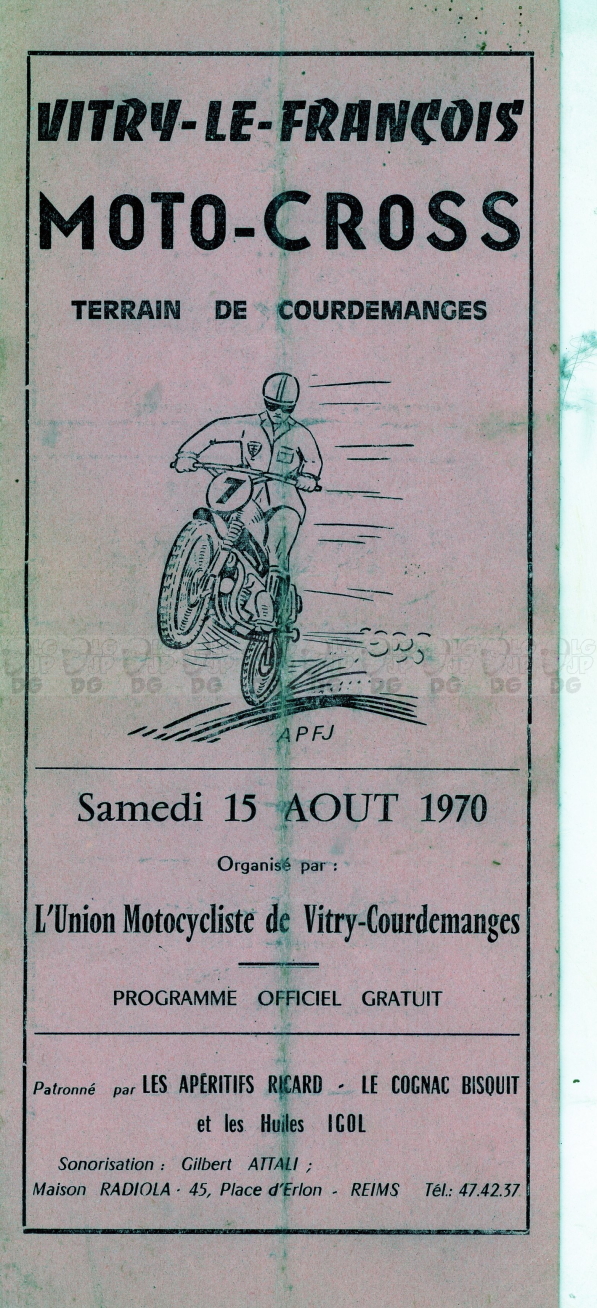 VITRY-LE-FRANÇOIS
MOTO-CROSS
TERRAIN DE COURDEMANGES
7
APFJ
Samedi 15 AOUT 1970
Organisé par :
L'Union Motocycliste de Vitry-Courdemanges
PROGRAMME OFFICIEL GRATUIT
Patronné par LES APÉRITIFS RICARD - LE COGNAC BISQUIT
et les Huiles IGOL
Sonorisation : Gilbert ATTALI ;
Maison RADIOLA - 45, Place d'Erlon - REIMS Tél.: 47.42.37